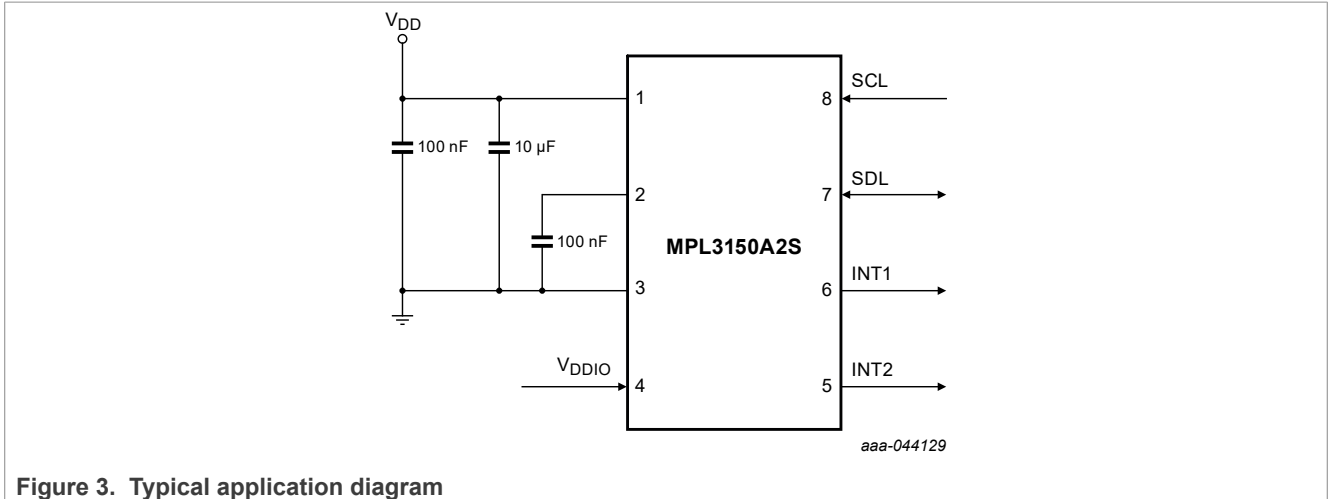 VDD
1
8
SCL
100 nF
10 µF
2
7
SDL
100 nF
MPL3150A2S
3
6
INT1
VDDIO
4
5
INT2
aaa-044129
Figure 3. Typical application diagram